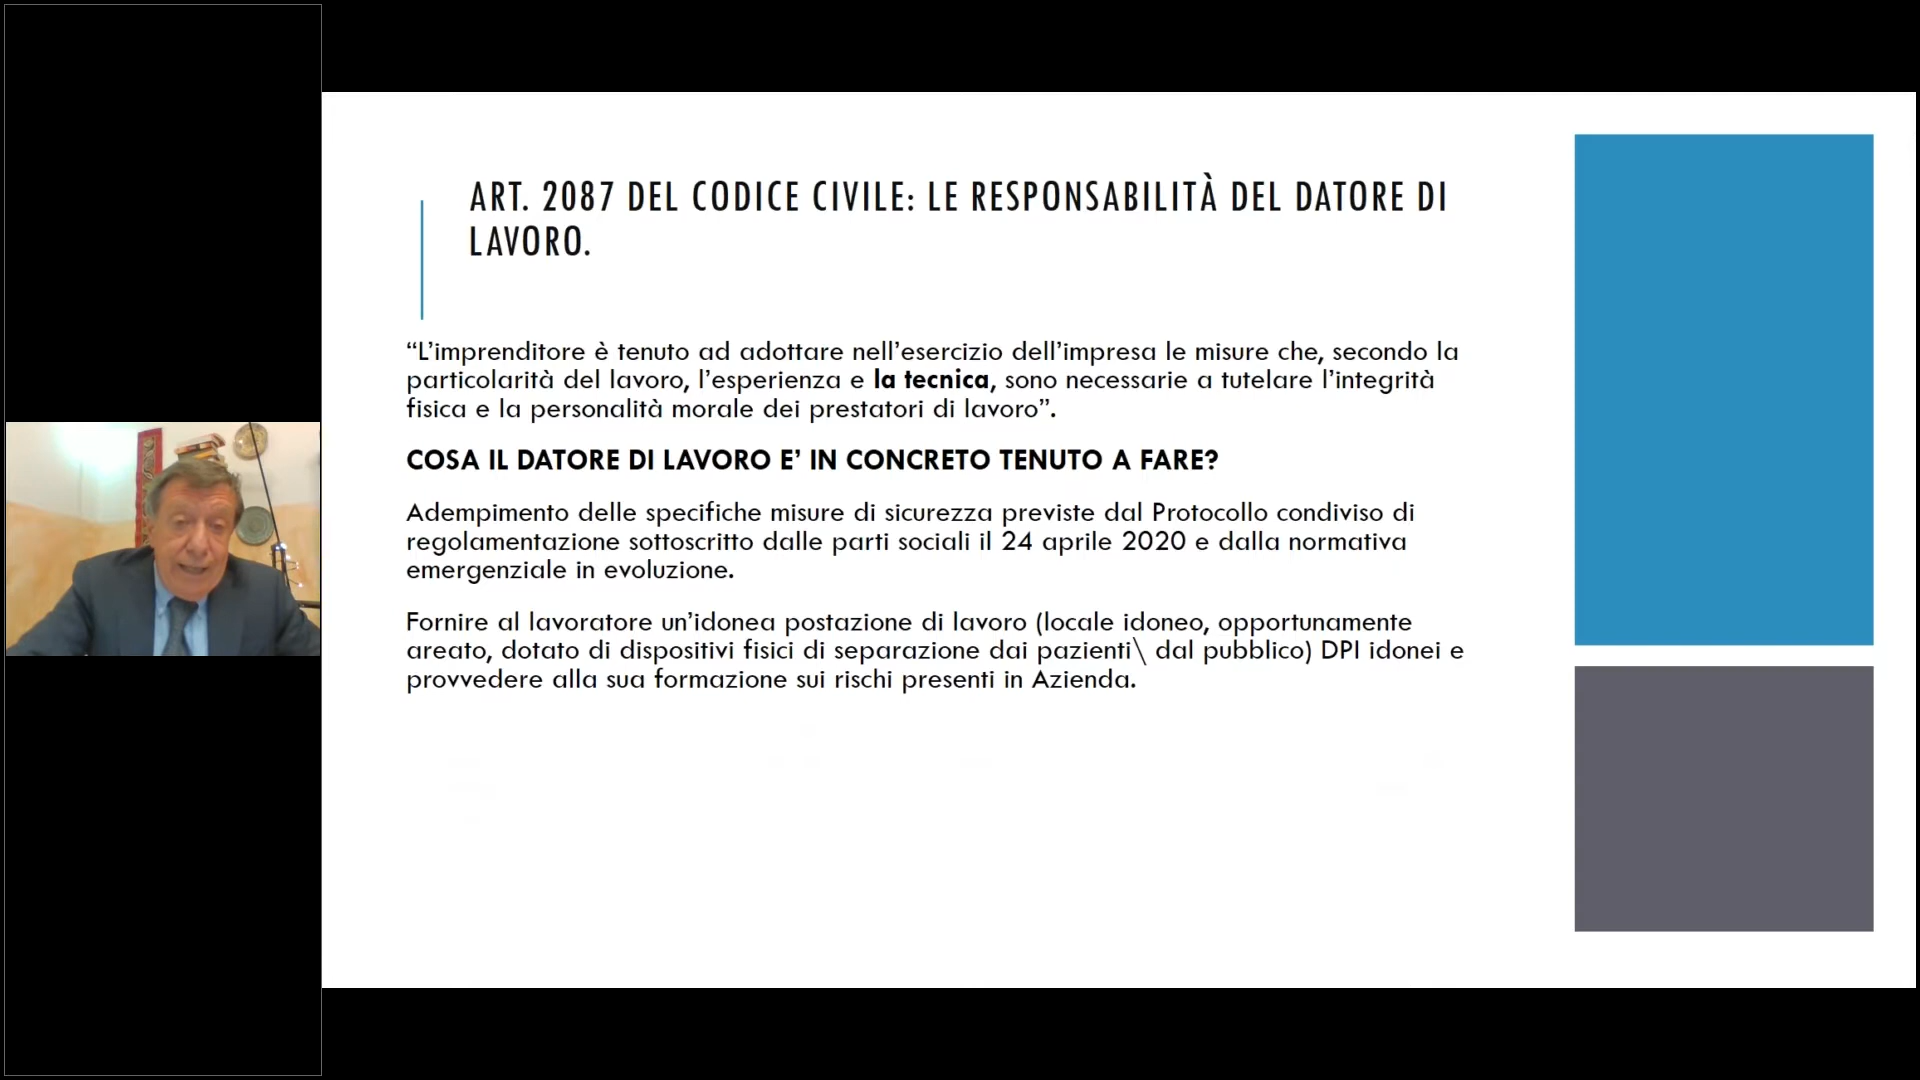 ART. 2087 DEL CODICE CIVILE: LE RESPONSABILITÀ DEL DATORE DI
LAVORO.
“L’imprenditore è tenuto ad adottare nell’esercizio dell’impresa le misure che, secondo la
particolarità del lavoro, l’esperienza e la tecnica, sono necessarie a tutelare l’integrità
fisica e la personalità morale dei prestatori di lavoro”.
COSA IL DATORE DI LAVORO E’ IN CONCRETO TENUTO A FARE?
Adempimento delle specifiche misure di sicurezza previste dal Protocollo condiviso di
regolamentazione sottoscritto dalle parti sociali il 24 aprile 2020 e dalla normativa
emergenziale in evoluzione.
Fornire al lavoratore un’idonea postazione di lavoro (locale idoneo, opportunamente
areato, dotato di dispositivi fisici di separazione dai pazienti\ dal pubblico) DPI idonei e
provvedere alla sua formazione sui rischi presenti in Azienda.